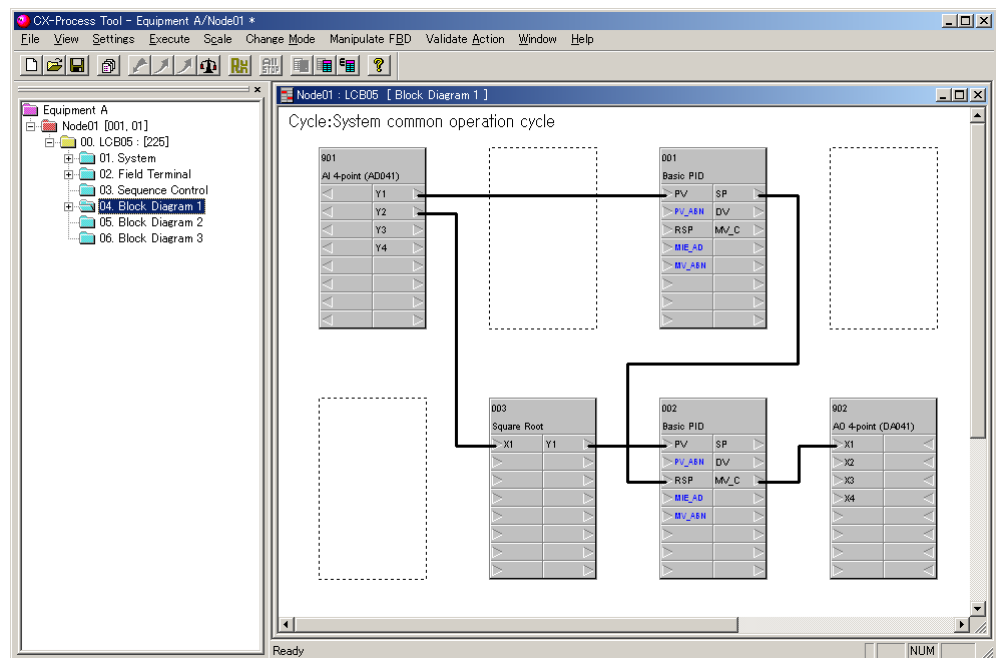 CX-Process Tool - Equipment A/Node01 *
File View Settings Execute Scale Change Mode Manipulate FBD Validate Action Window Help
Equipment A
Node01 [001, 01]
00. LCB05 : [225]
01. System
02. Field Terminal
03. Sequence Control
04. Block Diagram 1
05. Block Diagram 2
06. Block Diagram 3
Node01 : LCB05 [ Block Diagram 1 ]
Cycle:System common operation cycle
901
AI 4-point (AD041)
Y1
Y2
Y3
Y4
001
Basic PID
PV SP
PV_ABN DV
RSP MV_C
MIE_AD
MV_ABN
003
Square Root
X1 Y1
002
Basic PID
PV SP
PV_ABN DV
RSP MV_C
MIE_AD
MV_ABN
902
AO 4-point (DA041)
X1
X2
X3
X4
Ready
NUM